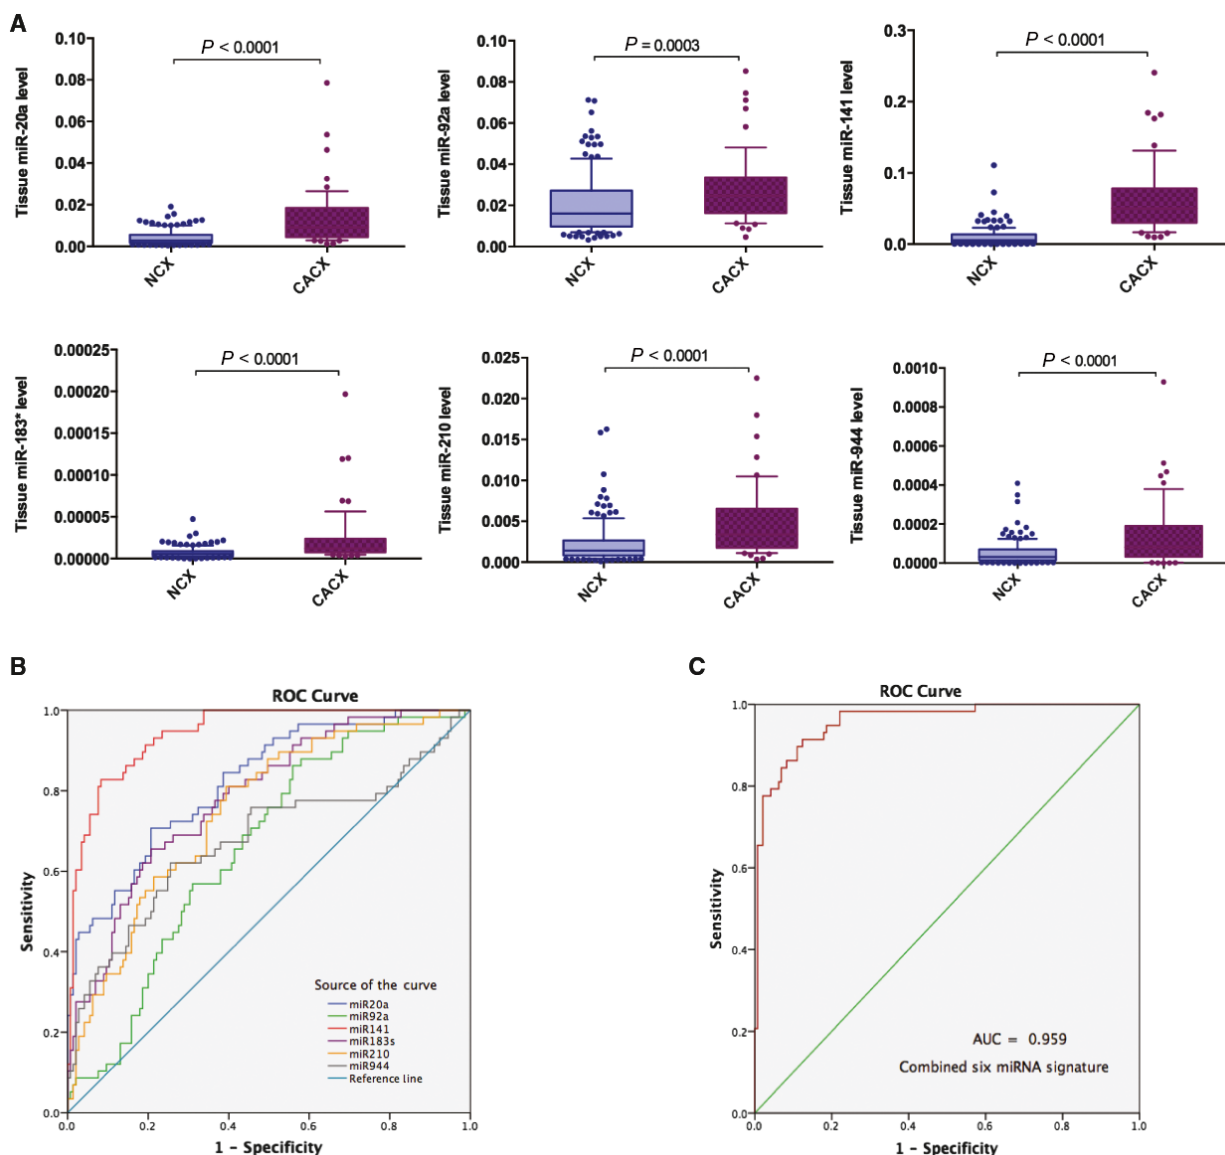 A
Tissue miR-20a level
0.10
0.08
0.06
0.04
0.02
0.00
P < 0.0001
NCX
CACX
Tissue miR-92a level
0.10
0.08
0.06
0.04
0.02
0.00
P = 0.0003
NCX
CACX
Tissue miR-141 level
0.3
0.2
0.1
0.0
P < 0.0001
NCX
CACX
Tissue miR-183* level
0.00025
0.00020
0.00015
0.00010
0.00005
0.00000
P < 0.0001
NCX
CACX
Tissue miR-210 level
0.025
0.020
0.015
0.010
0.005
0.000
P < 0.0001
NCX
CACX
Tissue miR-944 level
0.0010
0.0008
0.0006
0.0004
0.0002
0.0000
P < 0.0001
NCX
CACX
B
ROC Curve
Sensitivity
1.0
0.8
0.6
0.4
0.2
0.0
Source of the curve
miR20a
miR92a
miR141
miR183s
miR210
miR944
Reference line
0.0 0.2 0.4 0.6 0.8 1.0
1 - Specificity
C
ROC Curve
Sensitivity
1.0
0.8
0.6
0.4
0.2
0.0
AUC = 0.959
Combined six miRNA signature
0.0 0.2 0.4 0.6 0.8 1.0
1 - Specificity